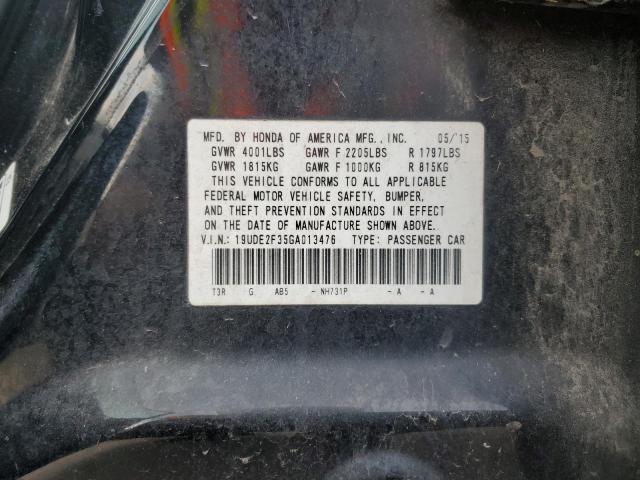 MFD. BY HONDA OF AMERICA MFG., INC. 05/'15
GVWR 4001LBS GAWR F 2205LBS R 1797LBS
GVWR 1815KG GAWR F 1000KG R 815KG
THIS VEHICLE CONFORMS TO ALL APPLICABLE
FEDERAL MOTOR VEHICLE SAFETY, BUMPER,
AND THEFT PREVENTION STANDARDS IN EFFECT
ON THE DATE OF MANUFACTURE SHOWN ABOVE.
V.I.N.: 19UDE2F35GA013476 TYPE: PASSENGER CAR
T3R G AB5 - NH731P - A - A